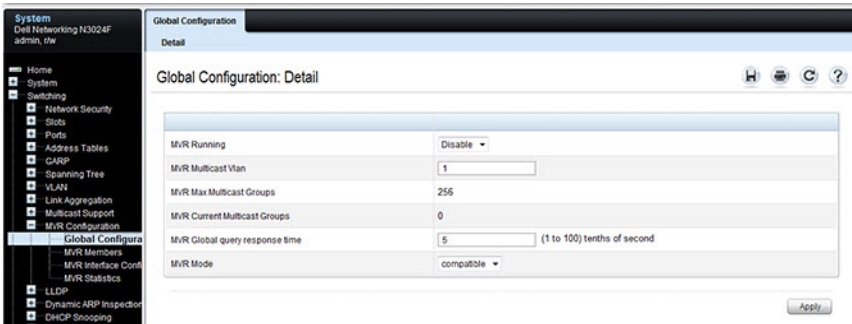 System
Dell Networking N3024F
admin, r/w
Home
System
Switching
Network Security
Slots
Ports
Address Tables
GARP
Spanning Tree
VLAN
Link Aggregation
Multicast Support
MVR Configuration
Global Configura
MVR Members
MVR Interface Confi
MVR Statistics
LLDP
Dynamic ARP Inspection
DHCP Snooping
Global Configuration
Detail
Global Configuration: Detail
MVR Running Disable
MVR Multicast Vlan 1
MVR Max Multicast Groups 256
MVR Current Multicast Groups 0
MVR Global query response time 5 (1 to 100) tenths of second
MVR Mode compatible
Apply